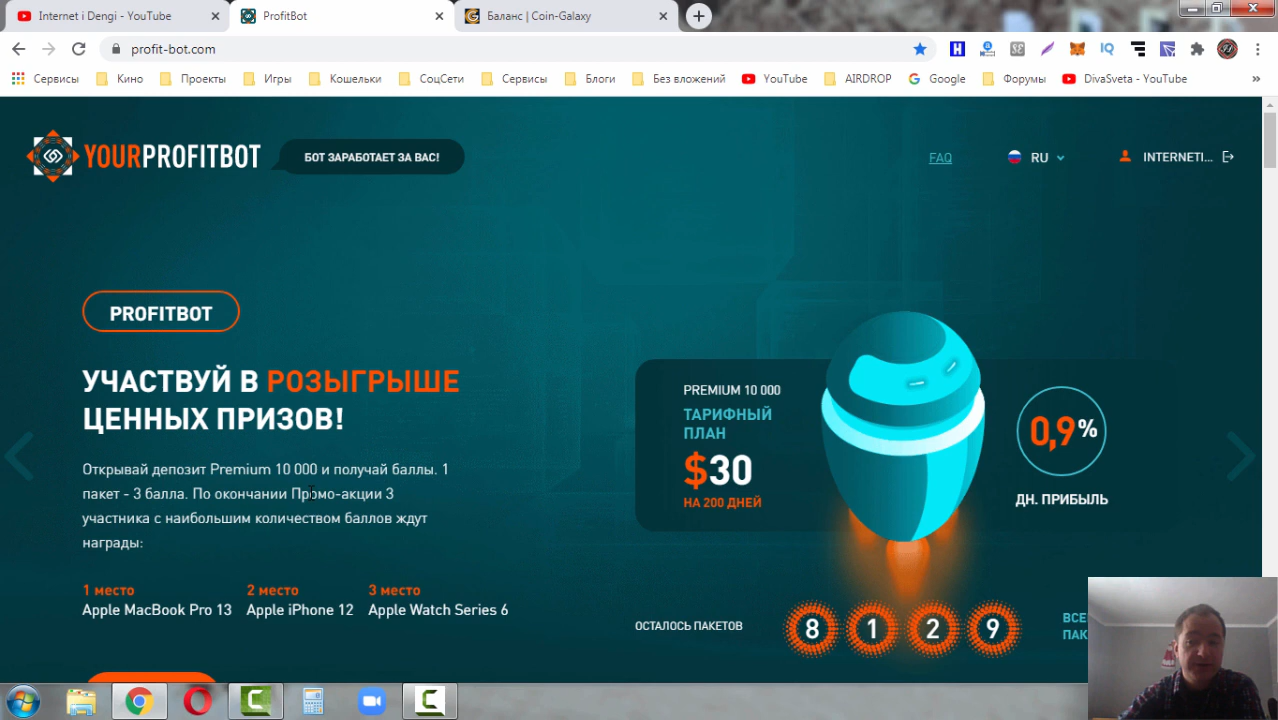 Internet i Dengi - YouTube
ProfitBot
Баланс | Coin-Galaxy
profit-bot.com
Сервисы
Кино
Проекты
Игры
Кошельки
СоцСети
Сервисы
Блоги
Без вложений
YouTube
AIRDROP
Google
Форумы
DivaSveta - YouTube
YOURPROFITBOT
БОТ ЗАРАБОТАЕТ ЗА ВАС!
FAQ
RU
INTERNETI...
PROFITBOT
УЧАСТВУЙ В РОЗЫГРЫШЕ
ЦЕННЫХ ПРИЗОВ!
Открывай депозит Premium 10 000 и получай баллы. 1
пакет - 3 балла. По окончании Промо-акции 3
участника с наибольшим количеством баллов ждут
награды:
1 место
Apple MacBook Pro 13
2 место
Apple iPhone 12
3 место
Apple Watch Series 6
PREMIUM 10 000
ТАРИФНЫЙ
ПЛАН
$30
НА 200 ДНЕЙ
0,9%
ДН. ПРИБЫЛЬ
ОСТАЛОСЬ ПАКЕТОВ
8 1 2 9